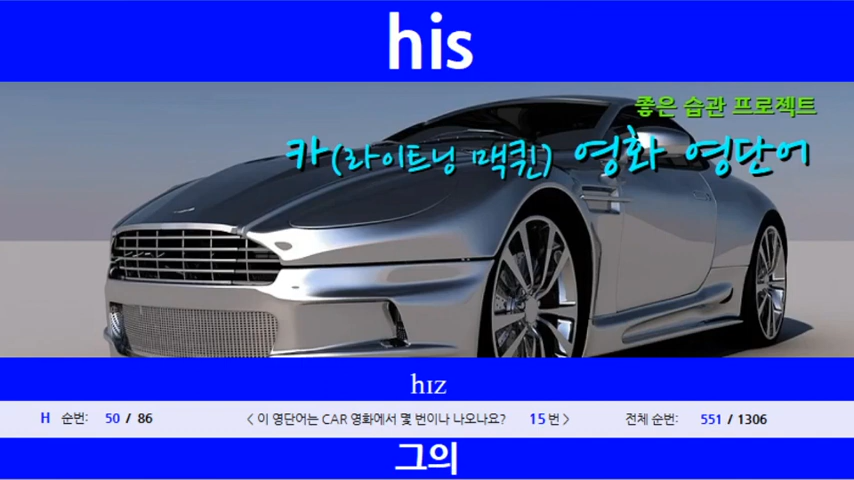 his
좋은 습관 프로젝트
카(라이트닝 맥퀸) 영화 영단어
hız
H 순번: 50 / 86 < 이 영단어는 CAR 영화에서 몇 번이나 나오나요? 15 번 > 전체 순번: 551 / 1306
그의